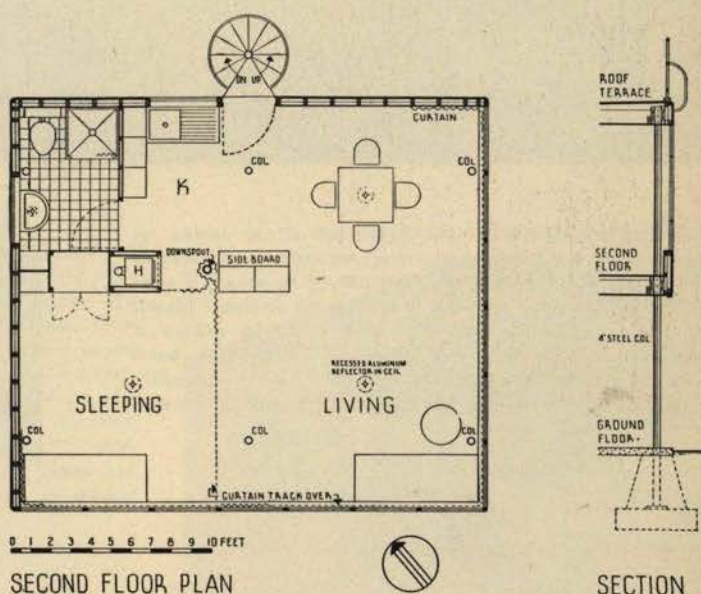 DN UP
CURTAIN
COL
COL
K
DOWNSPOUT
SIDE BOARD
H
RECESSED ALUMINUM
REFLECTOR IN CEIL.
SLEEPING
LIVING
COL
COL
COL
CURTAIN TRACK OVER
0 1 2 3 4 5 6 7 8 9 10 FEET
SECOND FLOOR PLAN
ROOF
TERRACE
SECOND
FLOOR
4" STEEL COL.
GROUND
FLOOR
SECTION